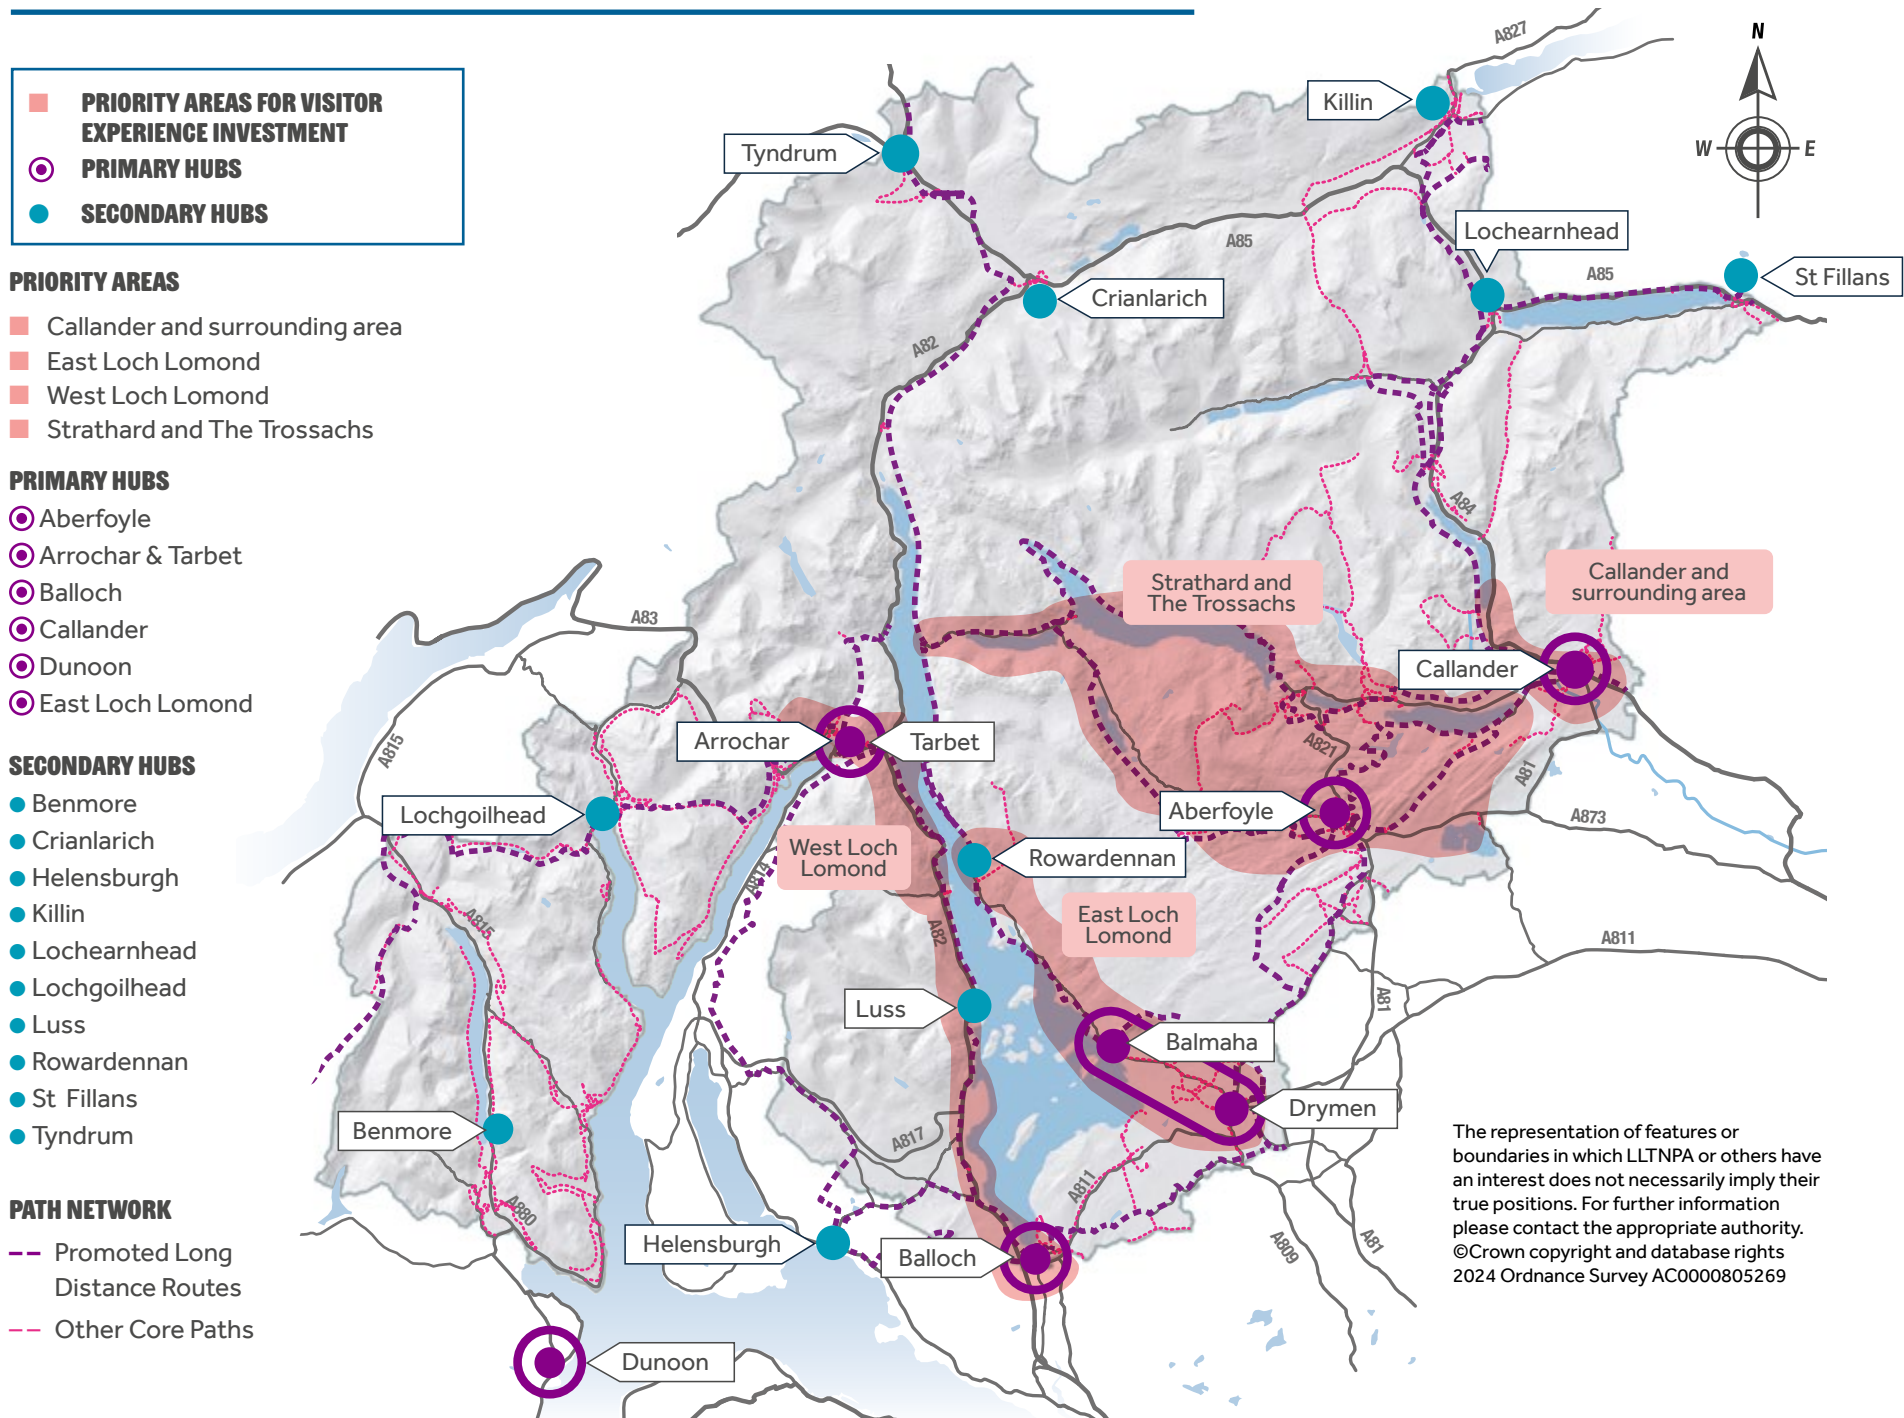 PRIORITY AREAS FOR VISITOR
EXPERIENCE INVESTMENT
PRIMARY HUBS
SECONDARY HUBS
PRIORITY AREAS
Callander and surrounding area
East Loch Lomond
West Loch Lomond
Strathard and The Trossachs
PRIMARY HUBS
Aberfoyle
Arrochar & Tarbet
Balloch
Callander
Dunoon
East Loch Lomond
SECONDARY HUBS
Benmore
Crianlarich
Helensburgh
Killin
Lochearnhead
Lochgoilhead
Luss
Rowardennan
St Fillans
Tyndrum
PATH NETWORK
Promoted Long
Distance Routes
Other Core Paths
A827
N
W
E
Killin
Tyndrum
Lochearnhead
A85
A85
St Fillans
Crianlarich
A82
A84
Strathard and
The Trossachs
Callander and
surrounding area
A83
Callander
A815
Arrochar
Tarbet
A821
A81
Lochgoilhead
Aberfoyle
A873
West Loch
Lomond
Rowardennan
A814
A815
East Loch
Lomond
A82
A811
Luss
A81
Balmaha
Drymen
Benmore
A817
A811
A880
Helensburgh
Balloch
A809
A81
Dunoon
The representation of features or
boundaries in which LLTNPA or others have
an interest does not necessarily imply their
true positions. For further information
please contact the appropriate authority.
©Crown copyright and database rights
2024 Ordnance Survey AC0000805269